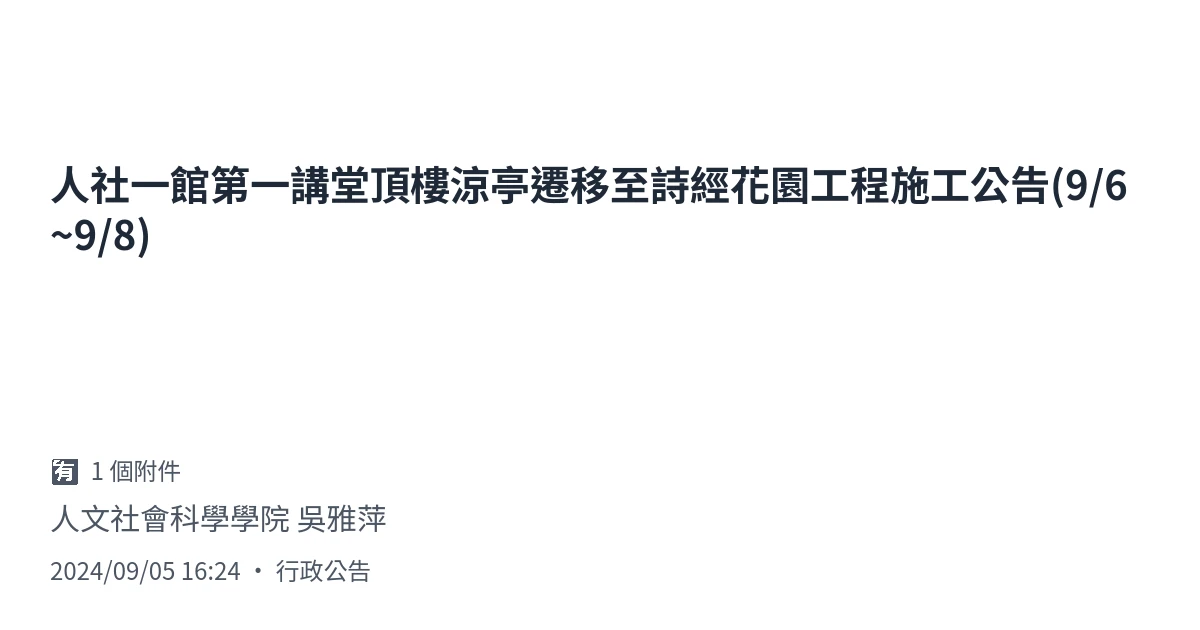 人社一館第一講堂頂樓涼亭遷移至詩經花園工程施工公告(9/6
~9/8)
🈶 1 個附件
人文社會科學學院 吳雅萍
2024/09/05 16:24 • 行政公告